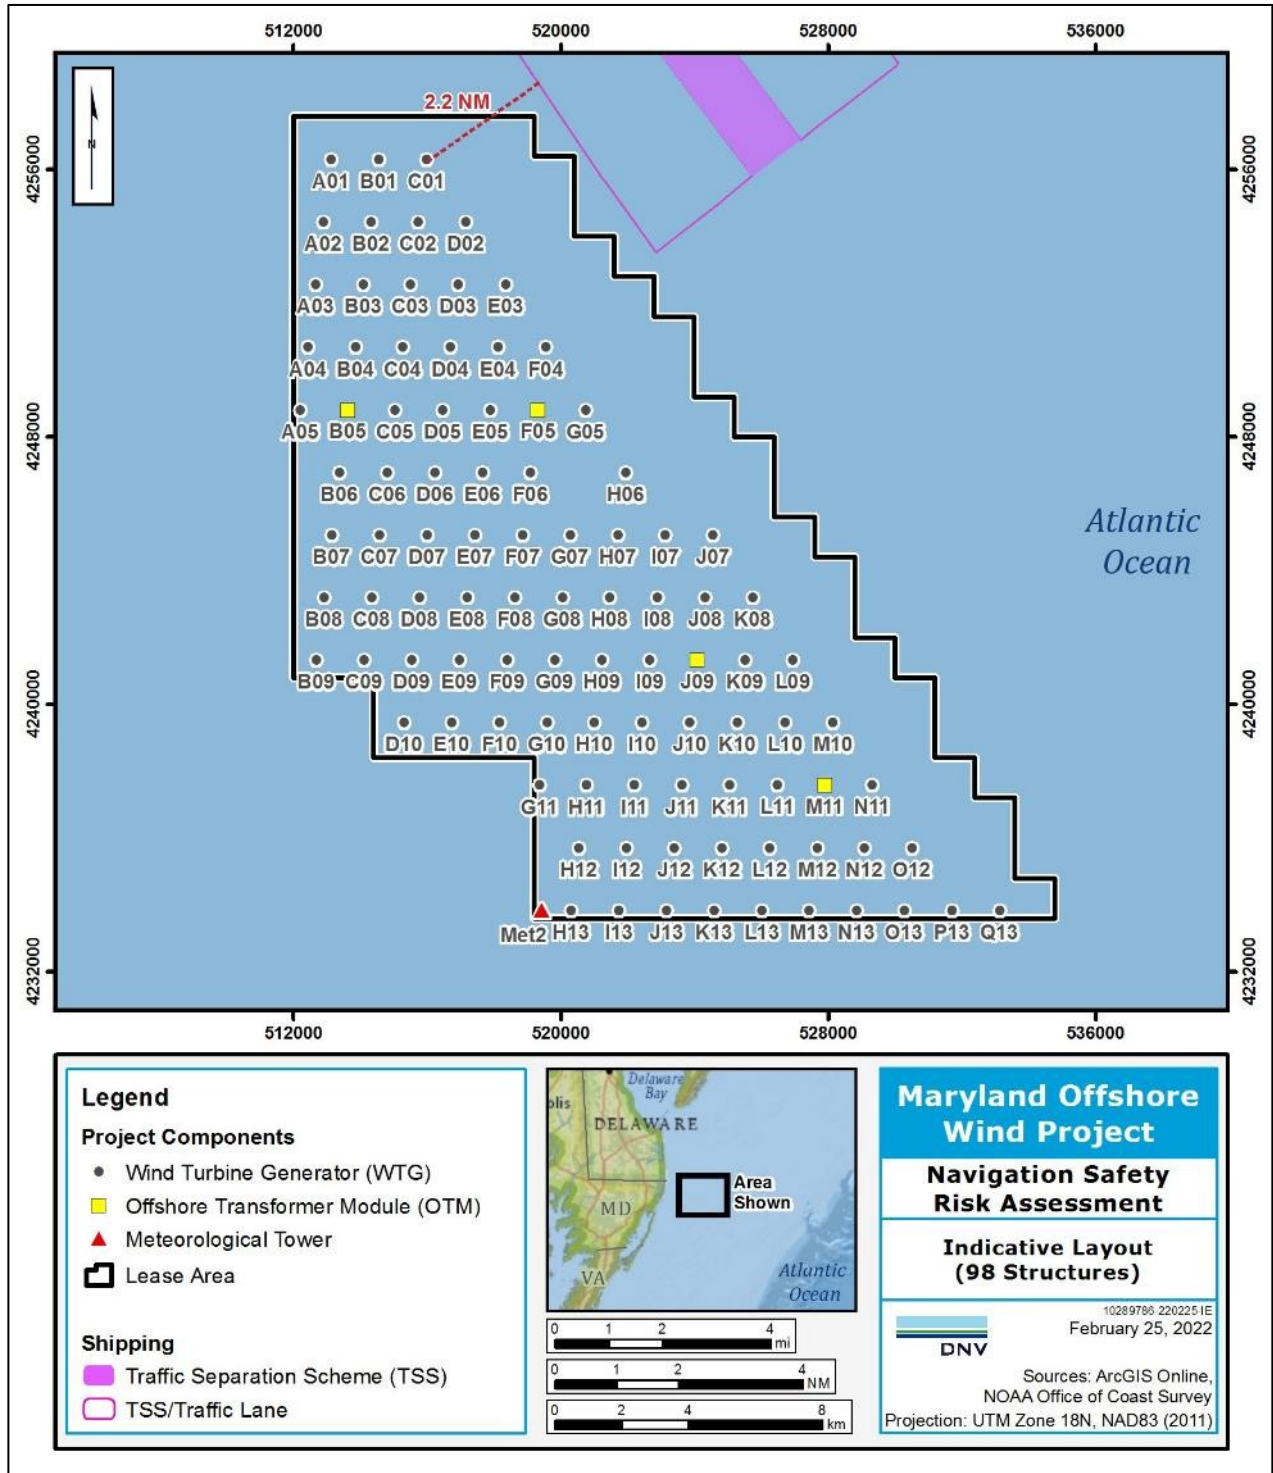 512000 520000 528000 536000
N
2.2 NM
4256000 4256000
A01 B01 C01
A02 B02 C02 D02
A03 B03 C03 D03 E03
A04 B04 C04 D04 E04 F04
4248000 4248000
A05 B05 C05 D05 E05 F05 G05
B06 C06 D06 E06 F06 H06
Atlantic
Ocean
B07 C07 D07 E07 F07 G07 H07 I07 J07
B08 C08 D08 E08 F08 G08 H08 I08 J08 K08
B09 C09 D09 E09 F09 G09 H09 I09 J09 K09 L09
4240000 4240000
D10 E10 F10 G10 H10 I10 J10 K10 L10 M10
G11 H11 I11 J11 K11 L11 M11 N11
H12 I12 J12 K12 L12 M12 N12 O12
Met2 H13 I13 J13 K13 L13 M13 N13 O13 P13 Q13
4232000 4232000
512000 520000 528000 536000
Legend
Project Components
Wind Turbine Generator (WTG)
Offshore Transformer Module (OTM)
Meteorological Tower
Lease Area
Shipping
Traffic Separation Scheme (TSS)
TSS/Traffic Lane
Delaware
Bay
olis
DELAWARE
Area
Shown
MD
VA
Atlantic
Ocean
0 1 2 4
mi
0 1 2 4
NM
0 2 4 8
km
Maryland Offshore
Wind Project
Navigation Safety
Risk Assessment
Indicative Layout
(98 Structures)
10289786-220225-IE
February 25, 2022
DNV
Sources: ArcGIS Online,
NOAA Office of Coast Survey
Projection: UTM Zone 18N, NAD83 (2011)